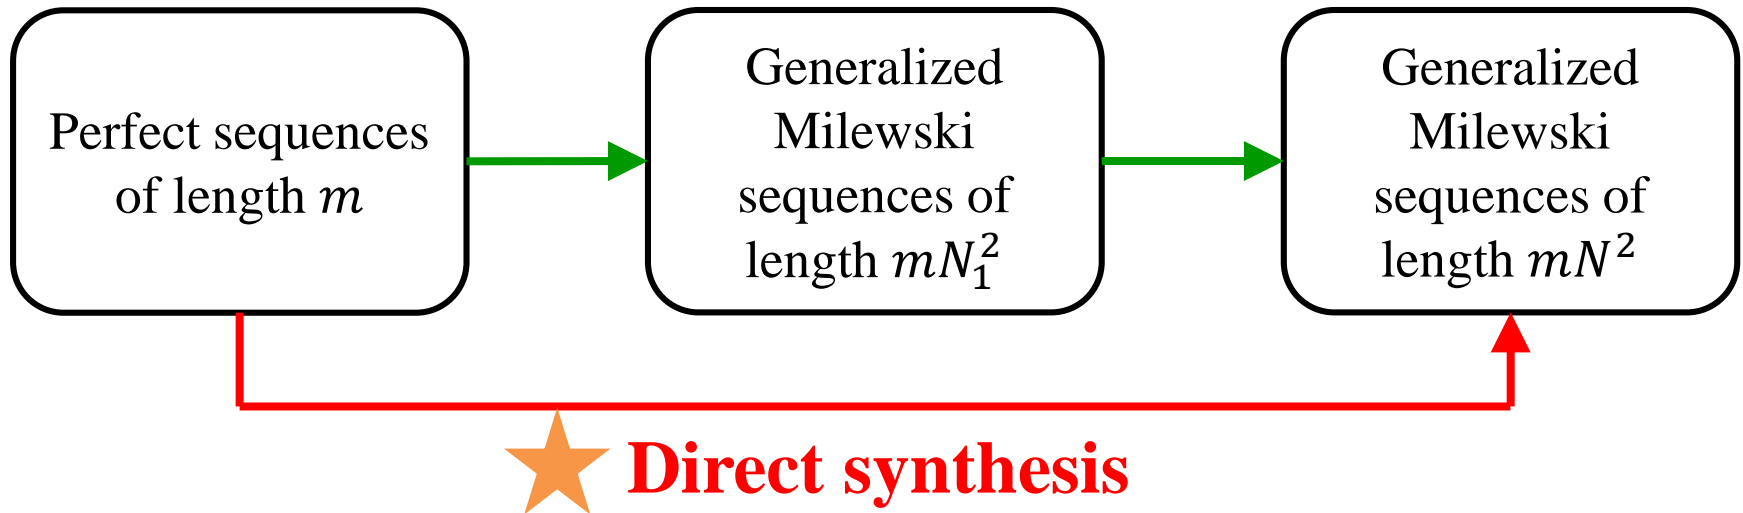 Perfect sequences
of length 𝑚
Generalized
Milewski
sequences of
length 𝑚𝑁₁²
Generalized
Milewski
sequences of
length 𝑚𝑁²
Direct synthesis